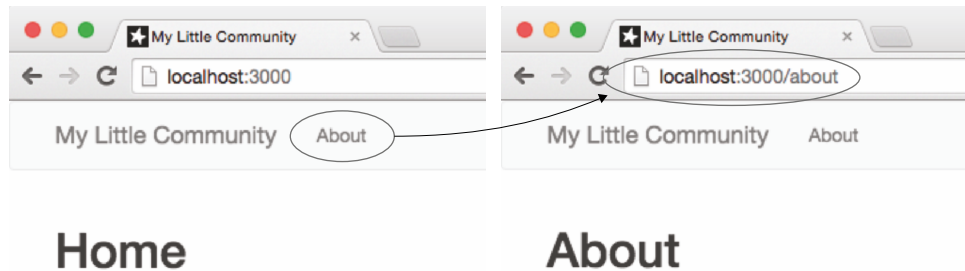 My Little Community
localhost:3000
My Little Community About
Home
My Little Community
localhost:3000/about
My Little Community About
About